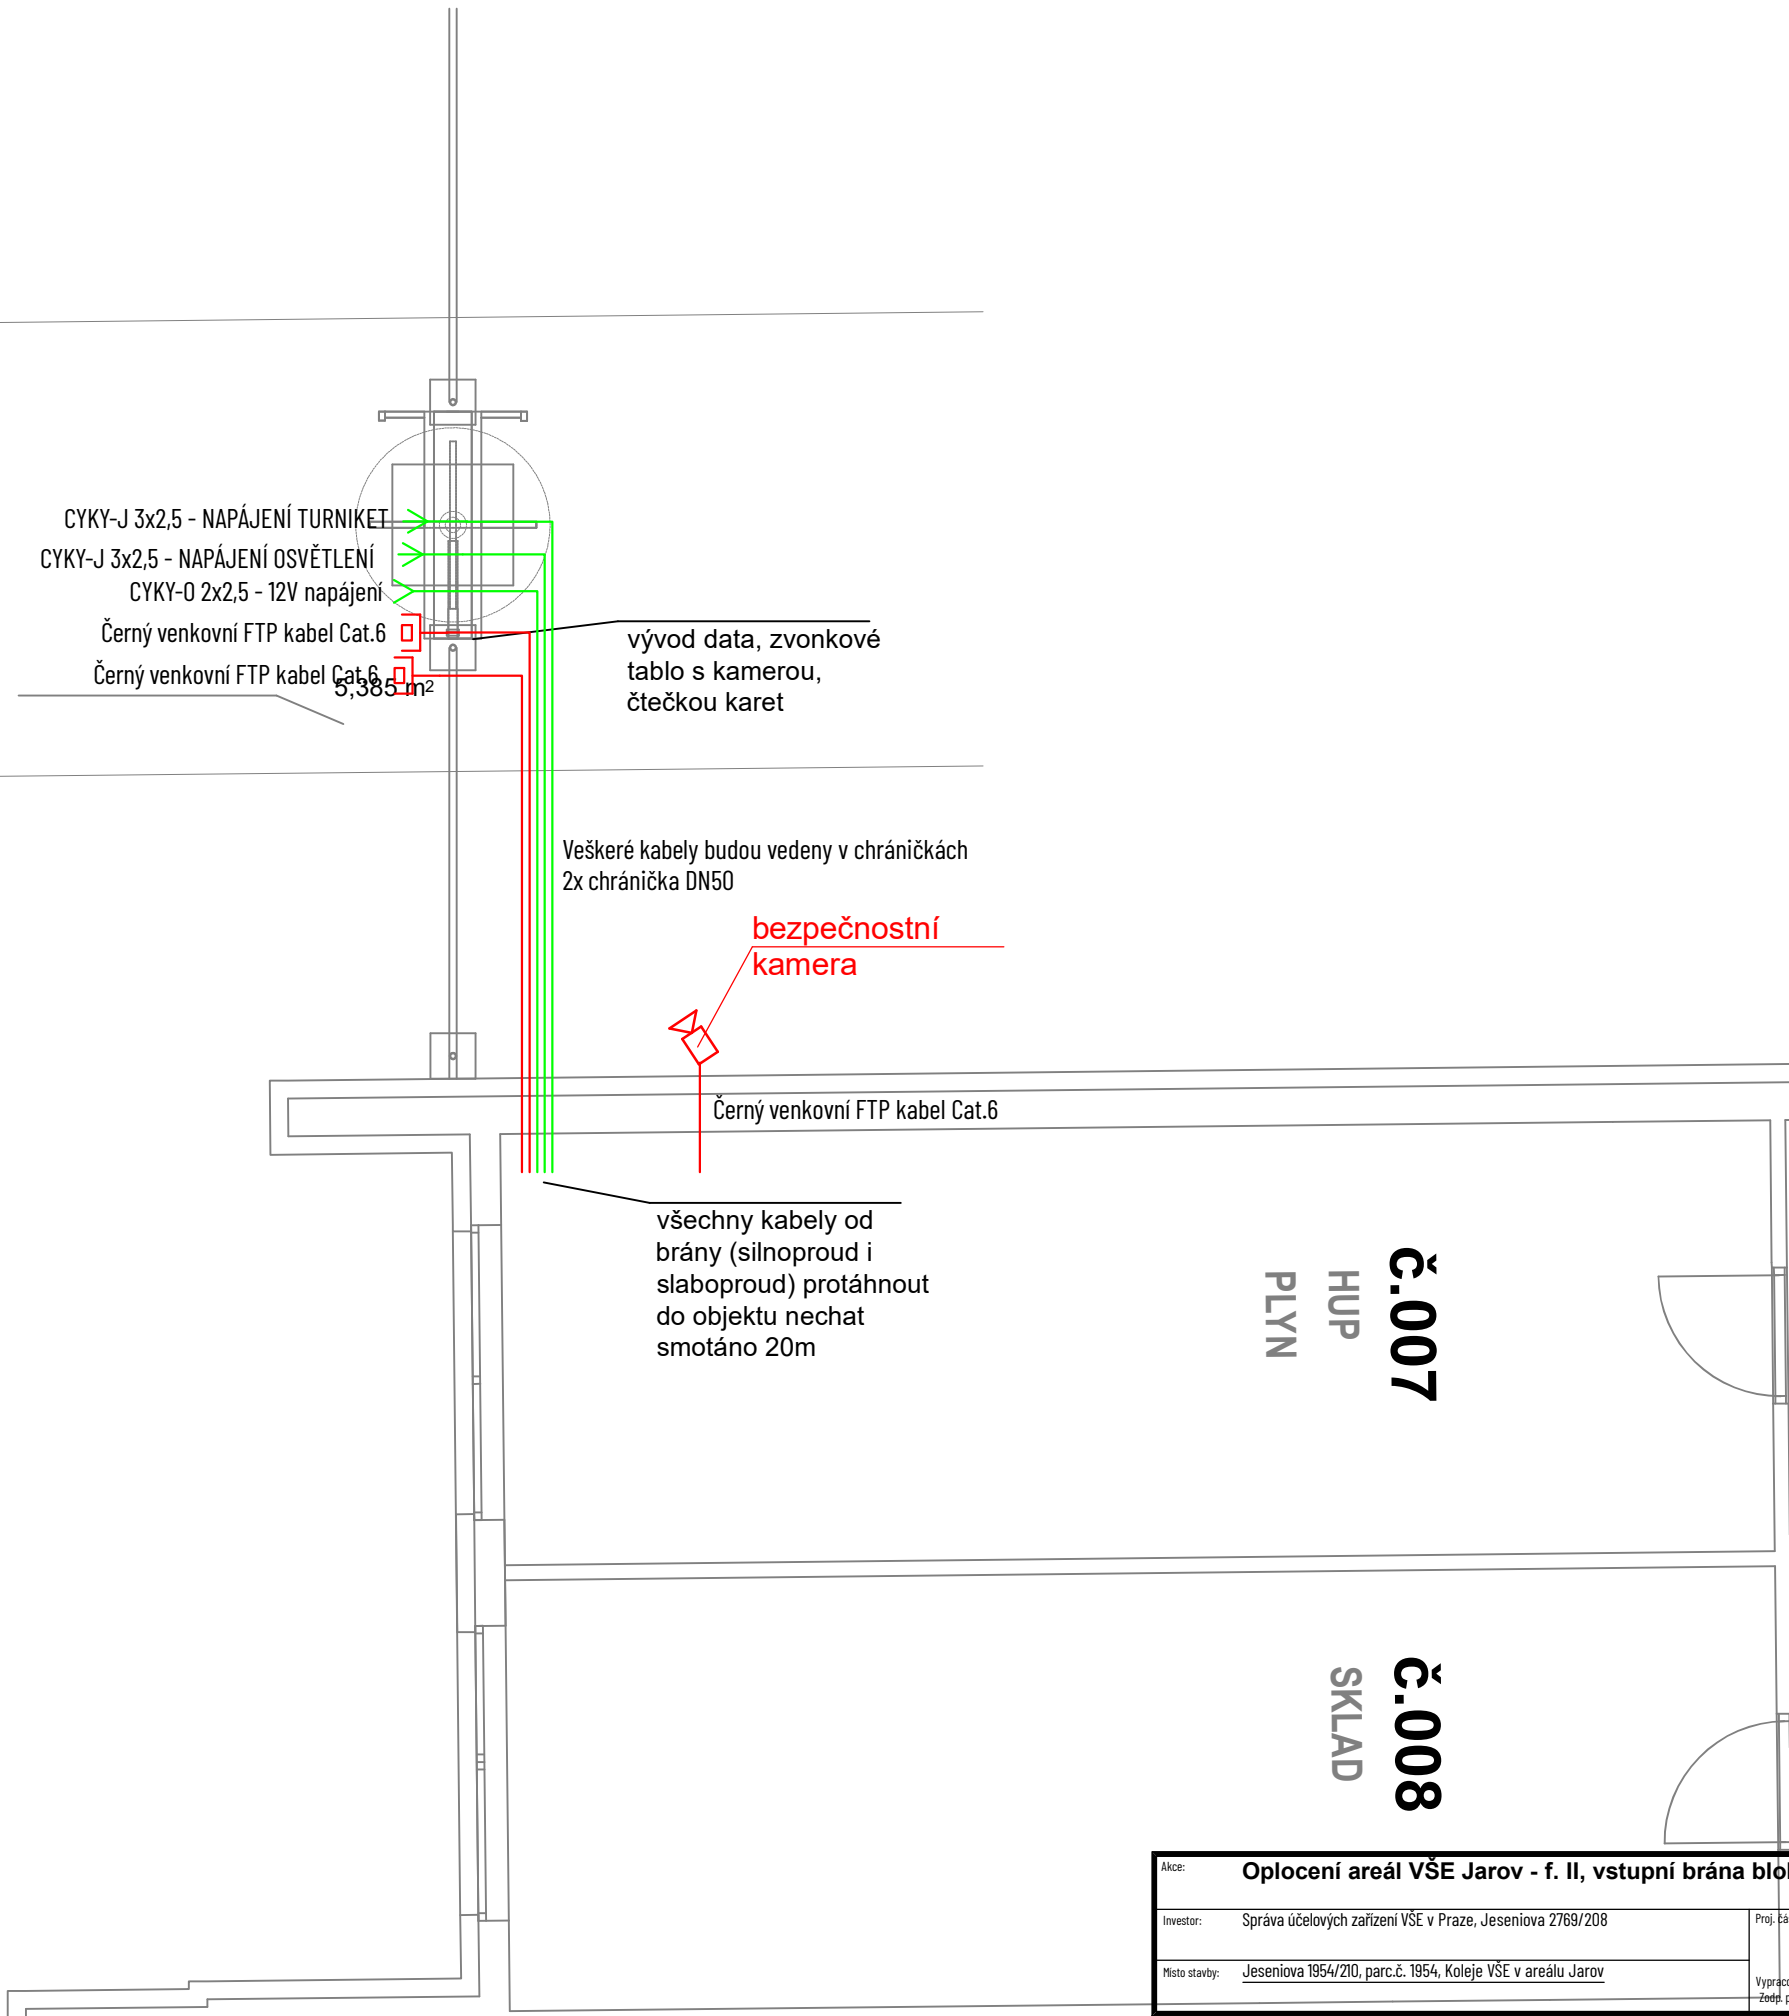 CYKY-J 3x2,5 - NAPÁJENÍ TURNIKET
CYKY-J 3x2,5 - NAPÁJENÍ OSVĚTLENÍ
CYKY-O 2x2,5 - 12V napájení
Černý venkovní FTP kabel Cat.6
Černý venkovní FTP kabel Cat.6
5,385 m²
vývod data, zvonkové
tablo s kamerou,
čtečkou karet
Veškeré kabely budou vedeny v chráničkách
2x chránička DN50
bezpečnostní
kamera
Černý venkovní FTP kabel Cat.6
všechny kabely od
brány (silnoproud i
slaboproud) protáhnout
do objektu nechat
smotáno 20m
č.007
HUP
PLYN
č.008
SKLAD
Akce: Oplocení areál VŠE Jarov - f. II, vstupní brána
Investor: Správa účelových zařízení VŠE v Praze, Jeseniova 2769/208
Proj.
Místo stavby: Jeseniova 1954/210, parc.č. 1954, Koleje VŠE v areálu Jarov